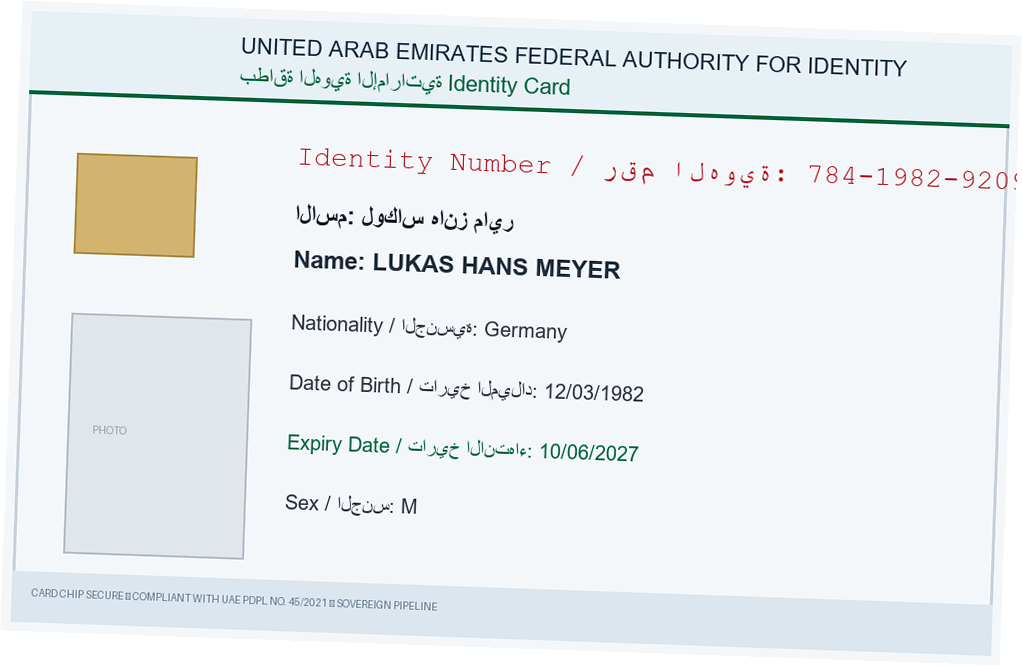 UNITED ARAB EMIRATES FEDERAL AUTHORITY FOR IDENTITY
بطاقة الهوية الإماراتية Identity Card
Identity Number / رقم الهوية: 784-1982-920
الاسم: لوكاس هانز ماير
Name: LUKAS HANS MEYER
Nationality / الجنسية: Germany
Date of Birth / تاريخ الميلاد: 12/03/1982
Expiry Date / تاريخ الانتهاء: 10/06/2027
Sex / الجنس: M
PHOTO
CARD CHIP SECURE COMPLIANT WITH UAE PDPL NO. 45/2021 SOVEREIGN PIPELINE